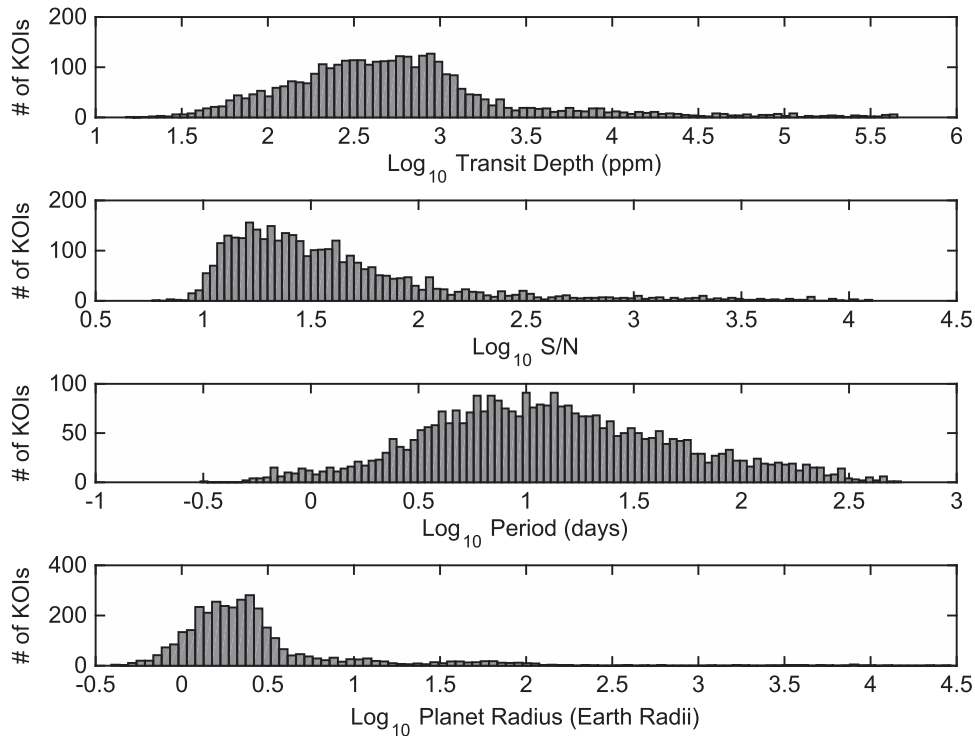 200
100
0
# of KOIs
1 1.5 2 2.5 3 3.5 4 4.5 5 5.5 6
Log10 Transit Depth (ppm)
200
100
0
# of KOIs
0.5 1 1.5 2 2.5 3 3.5 4 4.5
Log10 S/N
100
50
0
# of KOIs
-1 -0.5 0 0.5 1 1.5 2 2.5 3
Log10 Period (days)
400
200
0
# of KOIs
-0.5 0 0.5 1 1.5 2 2.5 3 3.5 4 4.5
Log10 Planet Radius (Earth Radii)